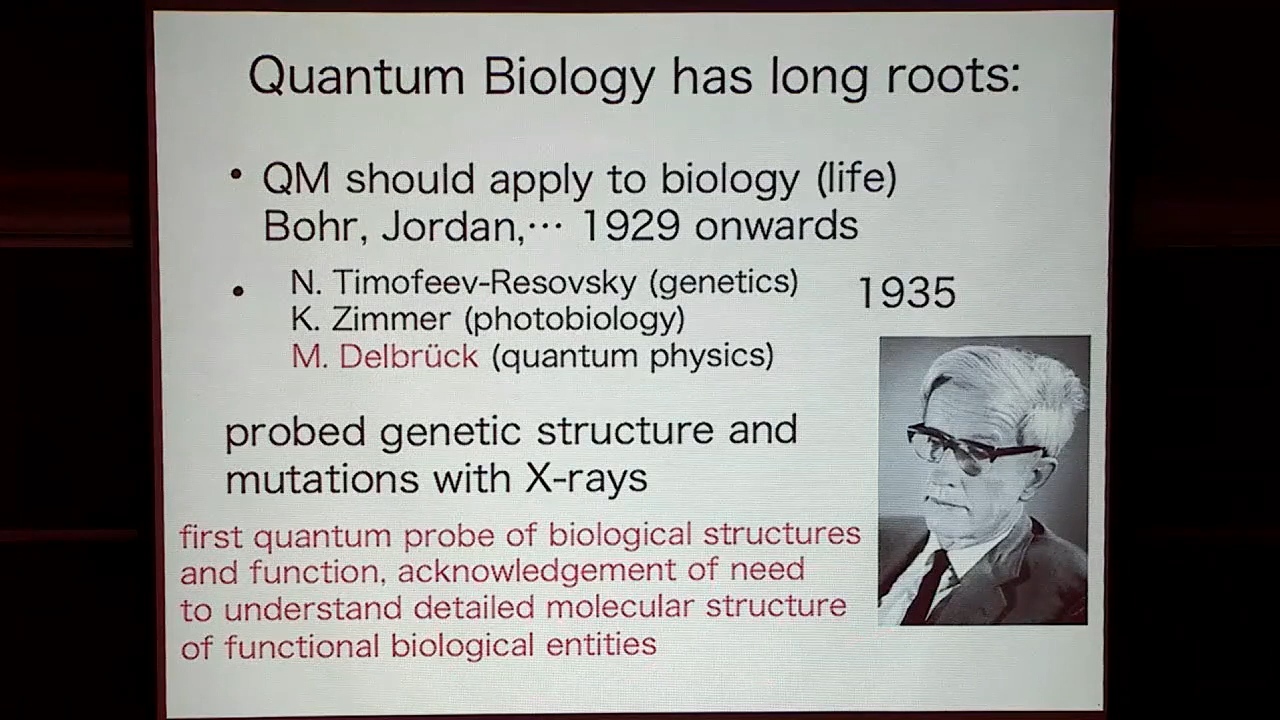 Quantum Biology has long roots:
• QM should apply to biology (life)
Bohr, Jordan,⋯ 1929 onwards
• N. Timofeev-Resovsky (genetics) 1935
K. Zimmer (photobiology)
M. Delbrück (quantum physics)
probed genetic structure and
mutations with X-rays
first quantum probe of biological structures
and function, acknowledgement of need
to understand detailed molecular structure
of functional biological entities